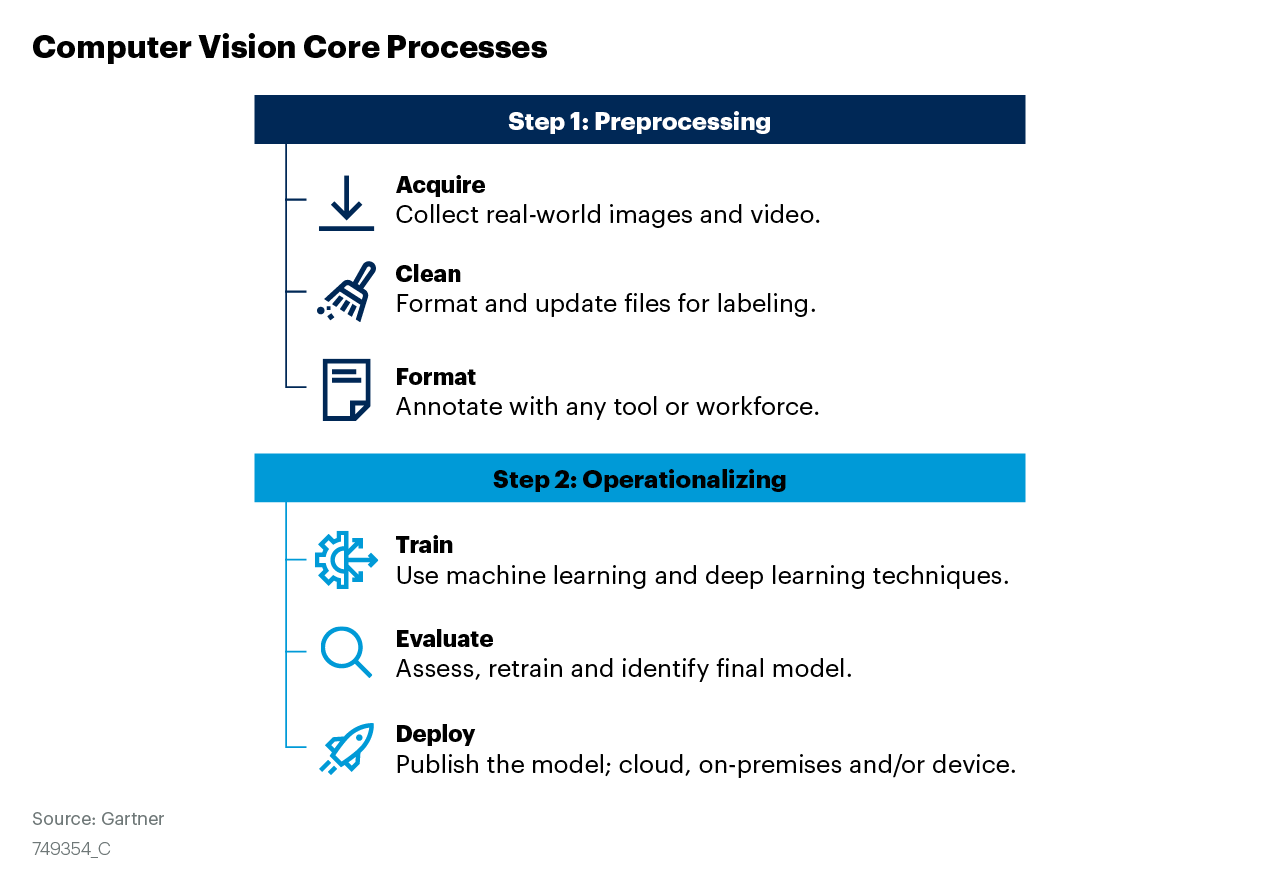 Computer Vision Core Processes
Step 1: Preprocessing
Acquire
Collect real-world images and video.
Clean
Format and update files for labeling.
Format
Annotate with any tool or workforce.
Step 2: Operationalizing
Train
Use machine learning and deep learning techniques.
Evaluate
Assess, retrain and identify final model.
Deploy
Publish the model; cloud, on-premises and/or device.
Source: Gartner
749354_C